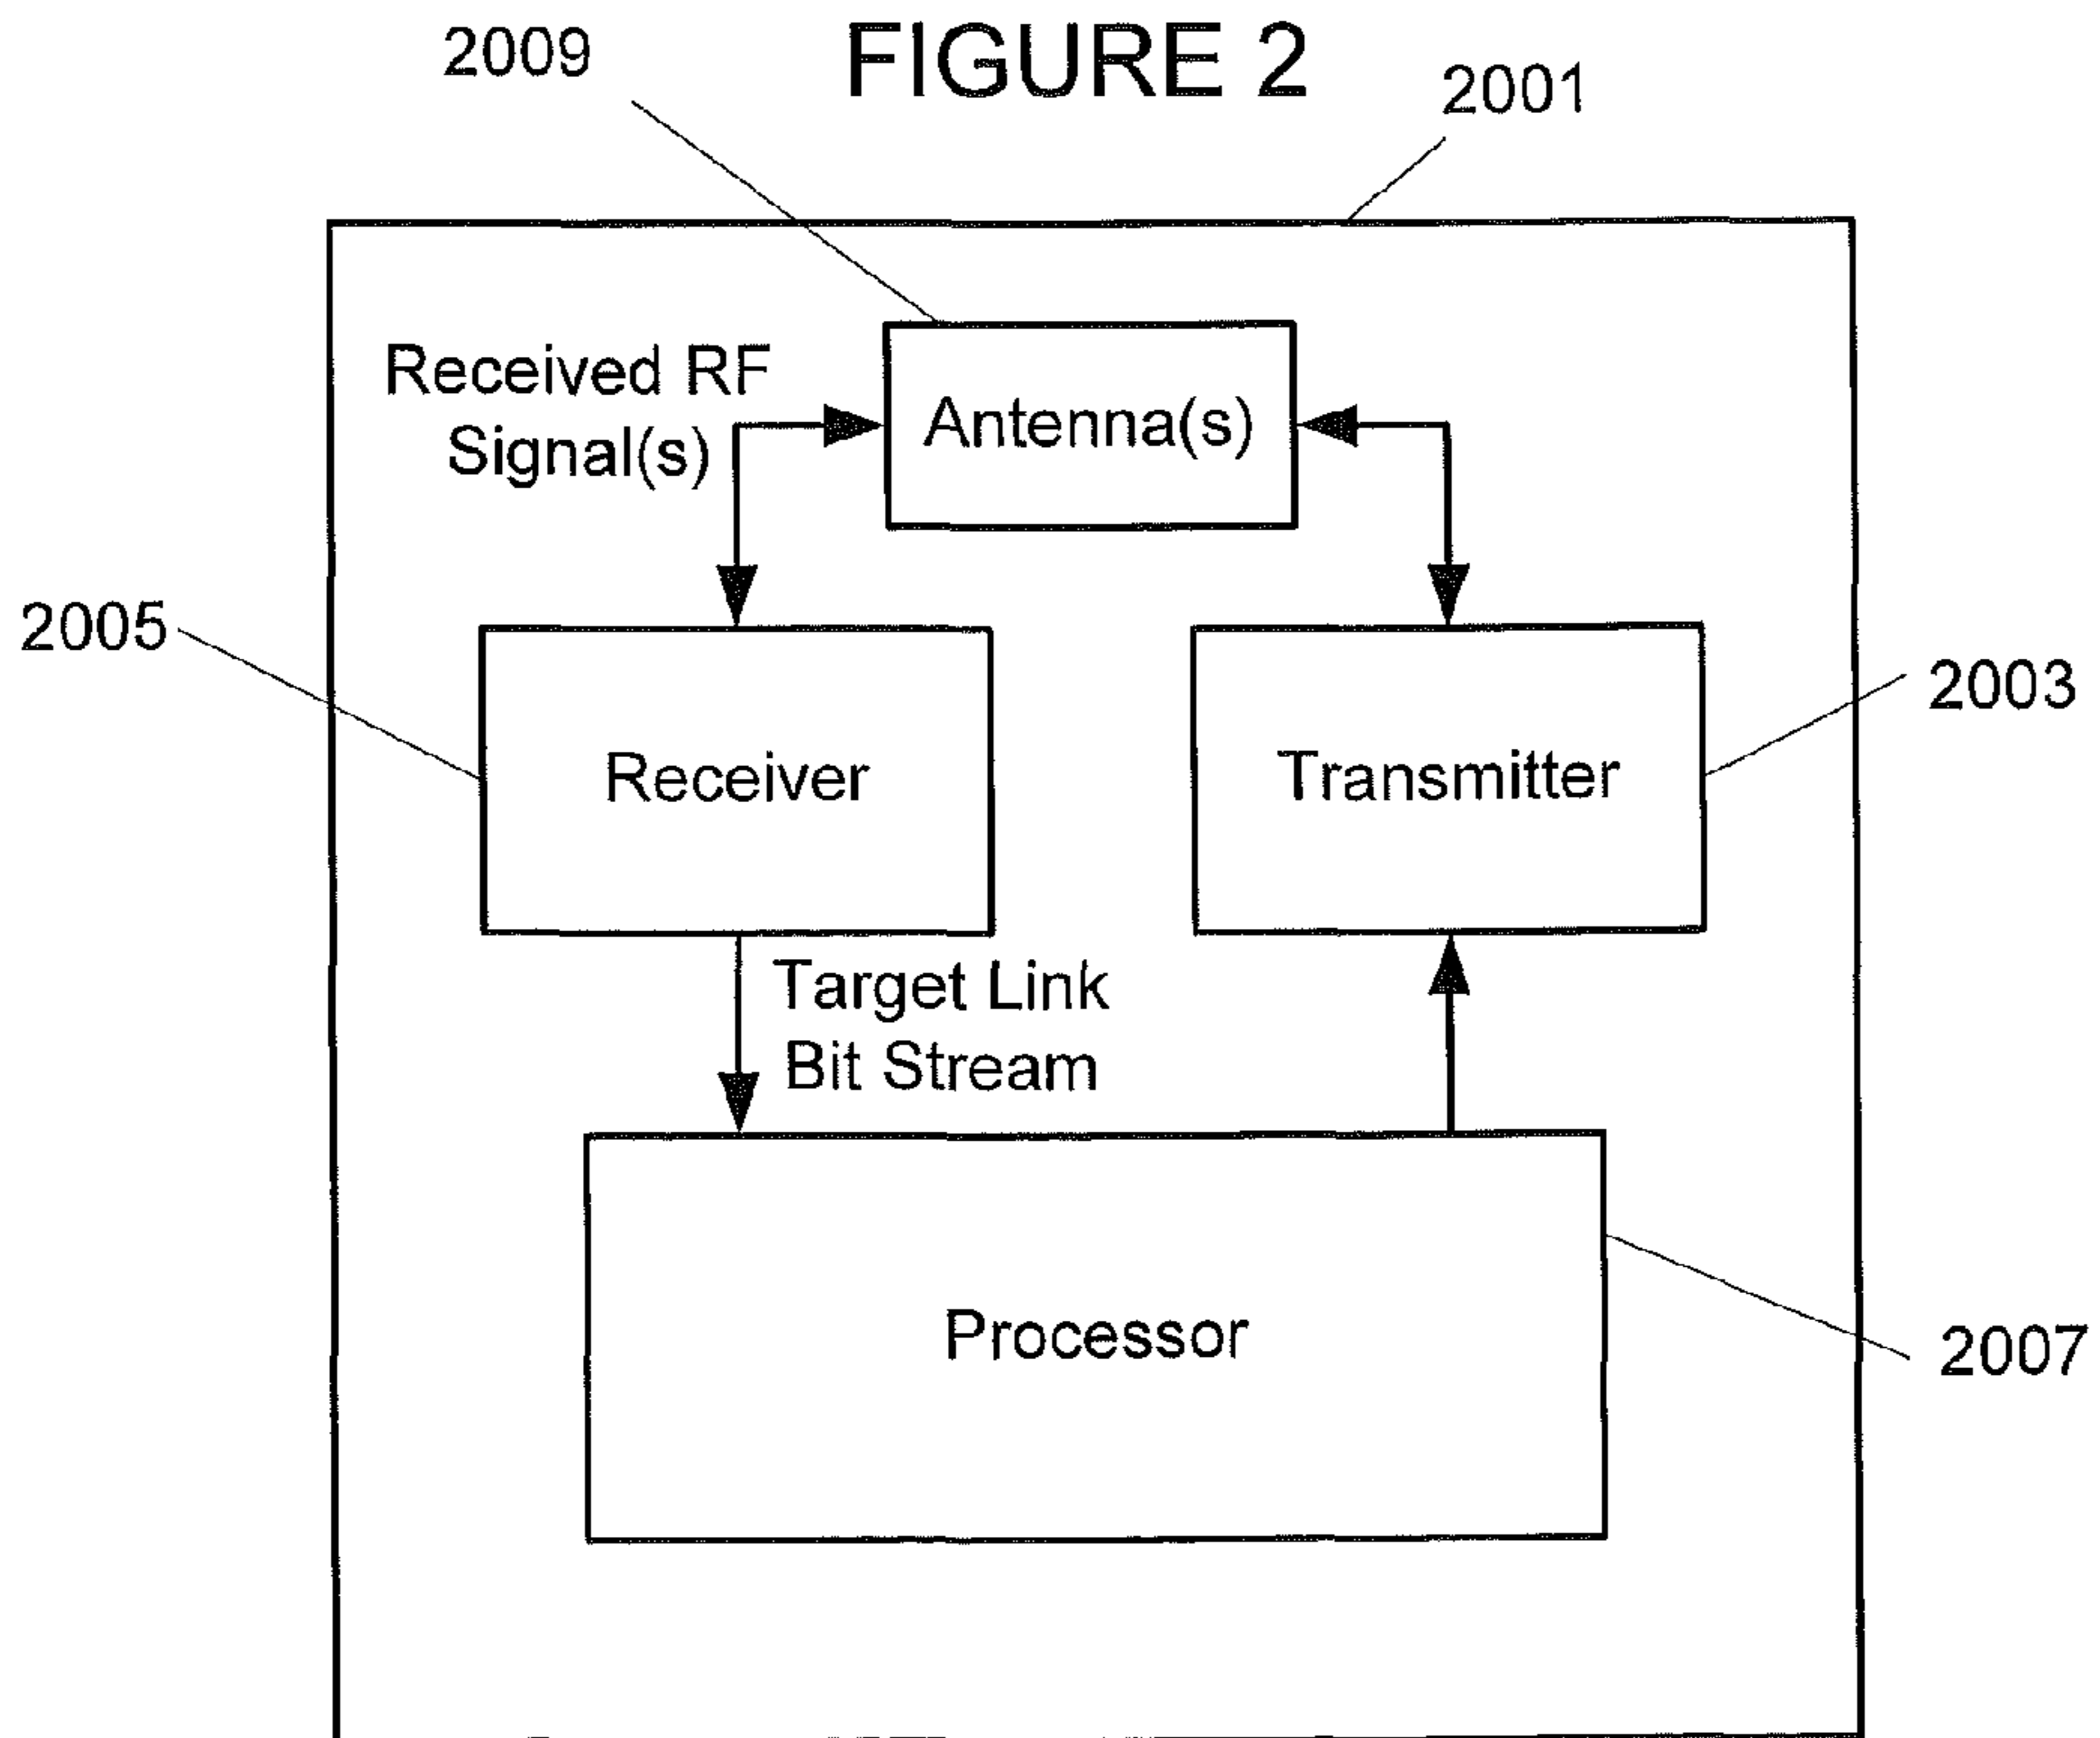 FIGURE 2
2009
2001
Received RF
Signal(s)
Antenna(s)
2005
2003
Receiver
Transmitter
Target Link
Bit Stream
Processor
2007